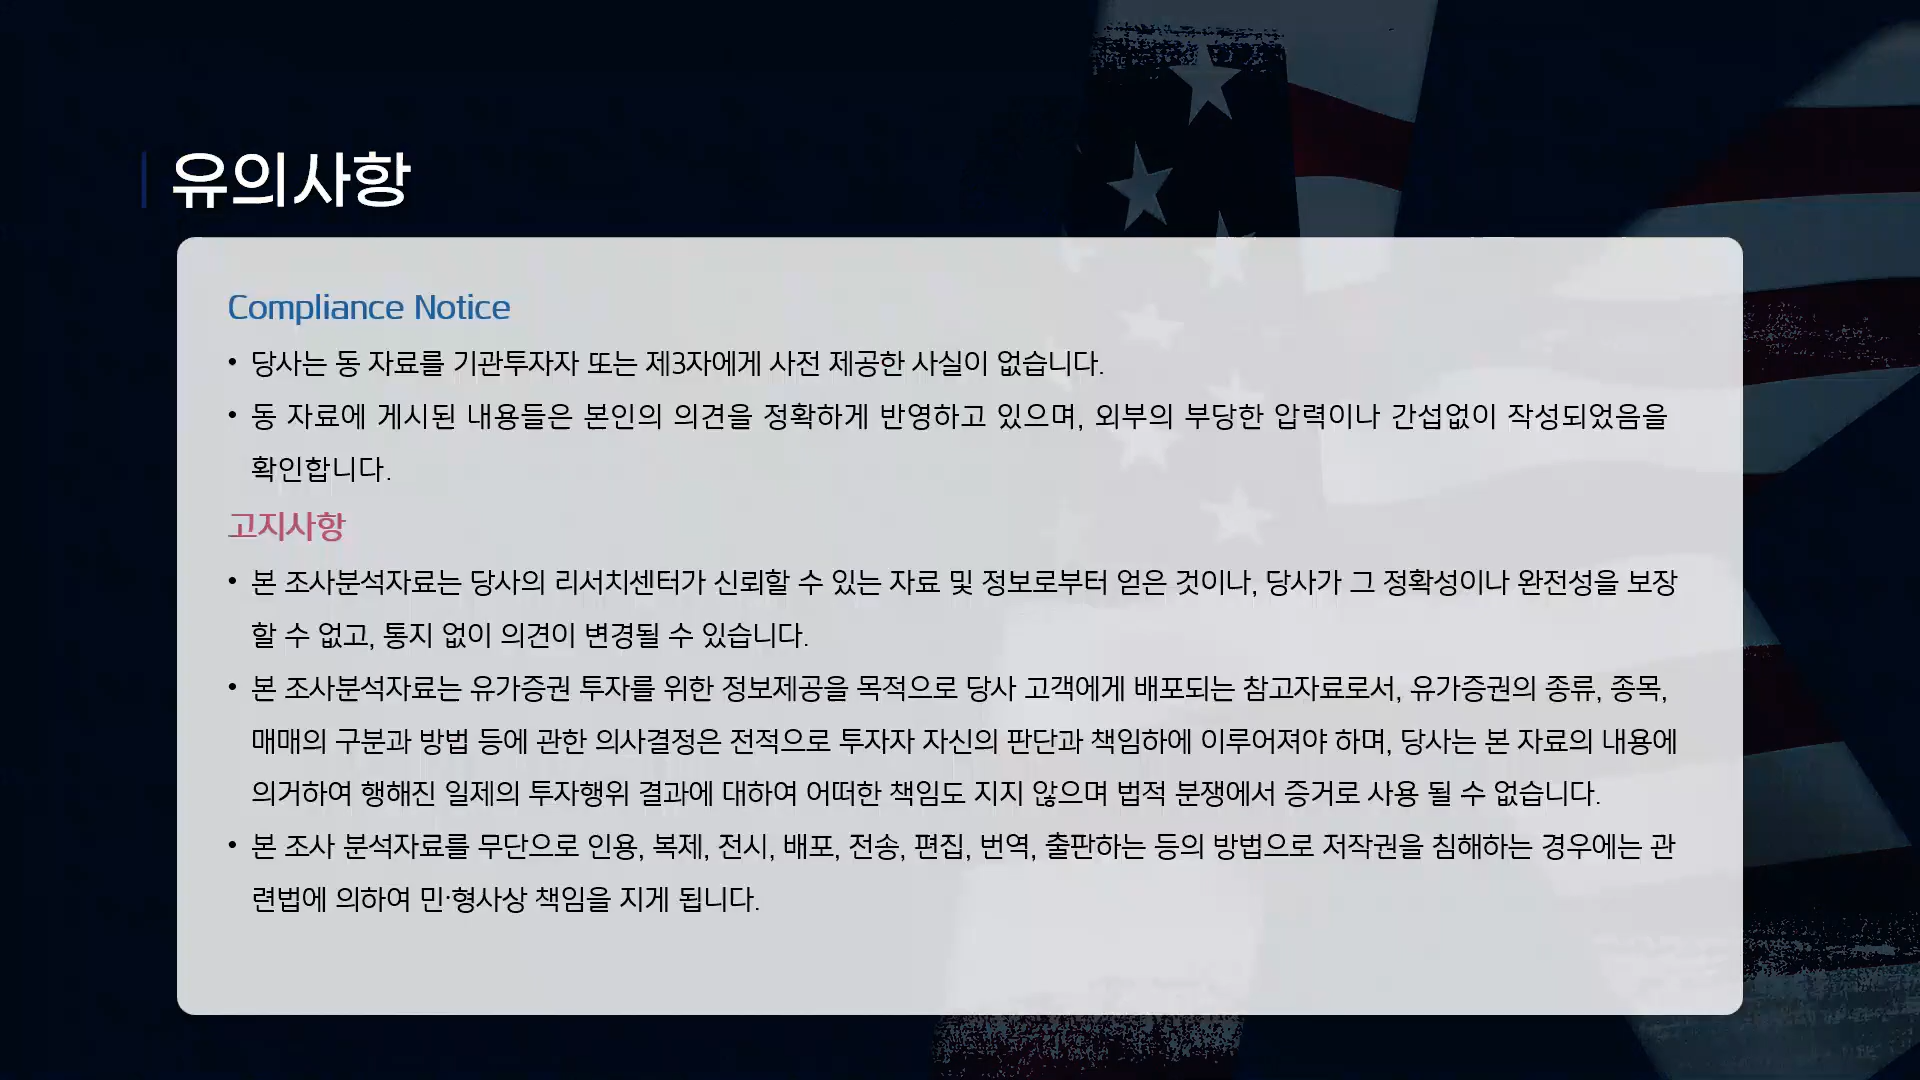 유의사항
Compliance Notice
• 당사는 동 자료를 기관투자자 또는 제3자에게 사전 제공한 사실이 없습니다.
• 동 자료에 게시된 내용들은 본인의 의견을 정확하게 반영하고 있으며, 외부의 부당한 압력이나 간섭없이 작성되었음을
확인합니다.
고지사항
• 본 조사분석자료는 당사의 리서치센터가 신뢰할 수 있는 자료 및 정보로부터 얻은 것이나, 당사가 그 정확성이나 완전성을 보장
할 수 없고, 통지 없이 의견이 변경될 수 있습니다.
• 본 조사분석자료는 유가증권 투자를 위한 정보제공을 목적으로 당사 고객에게 배포되는 참고자료로서, 유가증권의 종류, 종목,
매매의 구분과 방법 등에 관한 의사결정은 전적으로 투자자 자신의 판단과 책임하에 이루어져야 하며, 당사는 본 자료의 내용에
의거하여 행해진 일제의 투자행위 결과에 대하여 어떠한 책임도 지지 않으며 법적 분쟁에서 증거로 사용 될 수 없습니다.
• 본 조사 분석자료를 무단으로 인용, 복제, 전시, 배포, 전송, 편집, 번역, 출판하는 등의 방법으로 저작권을 침해하는 경우에는 관
련법에 의하여 민·형사상 책임을 지게 됩니다.